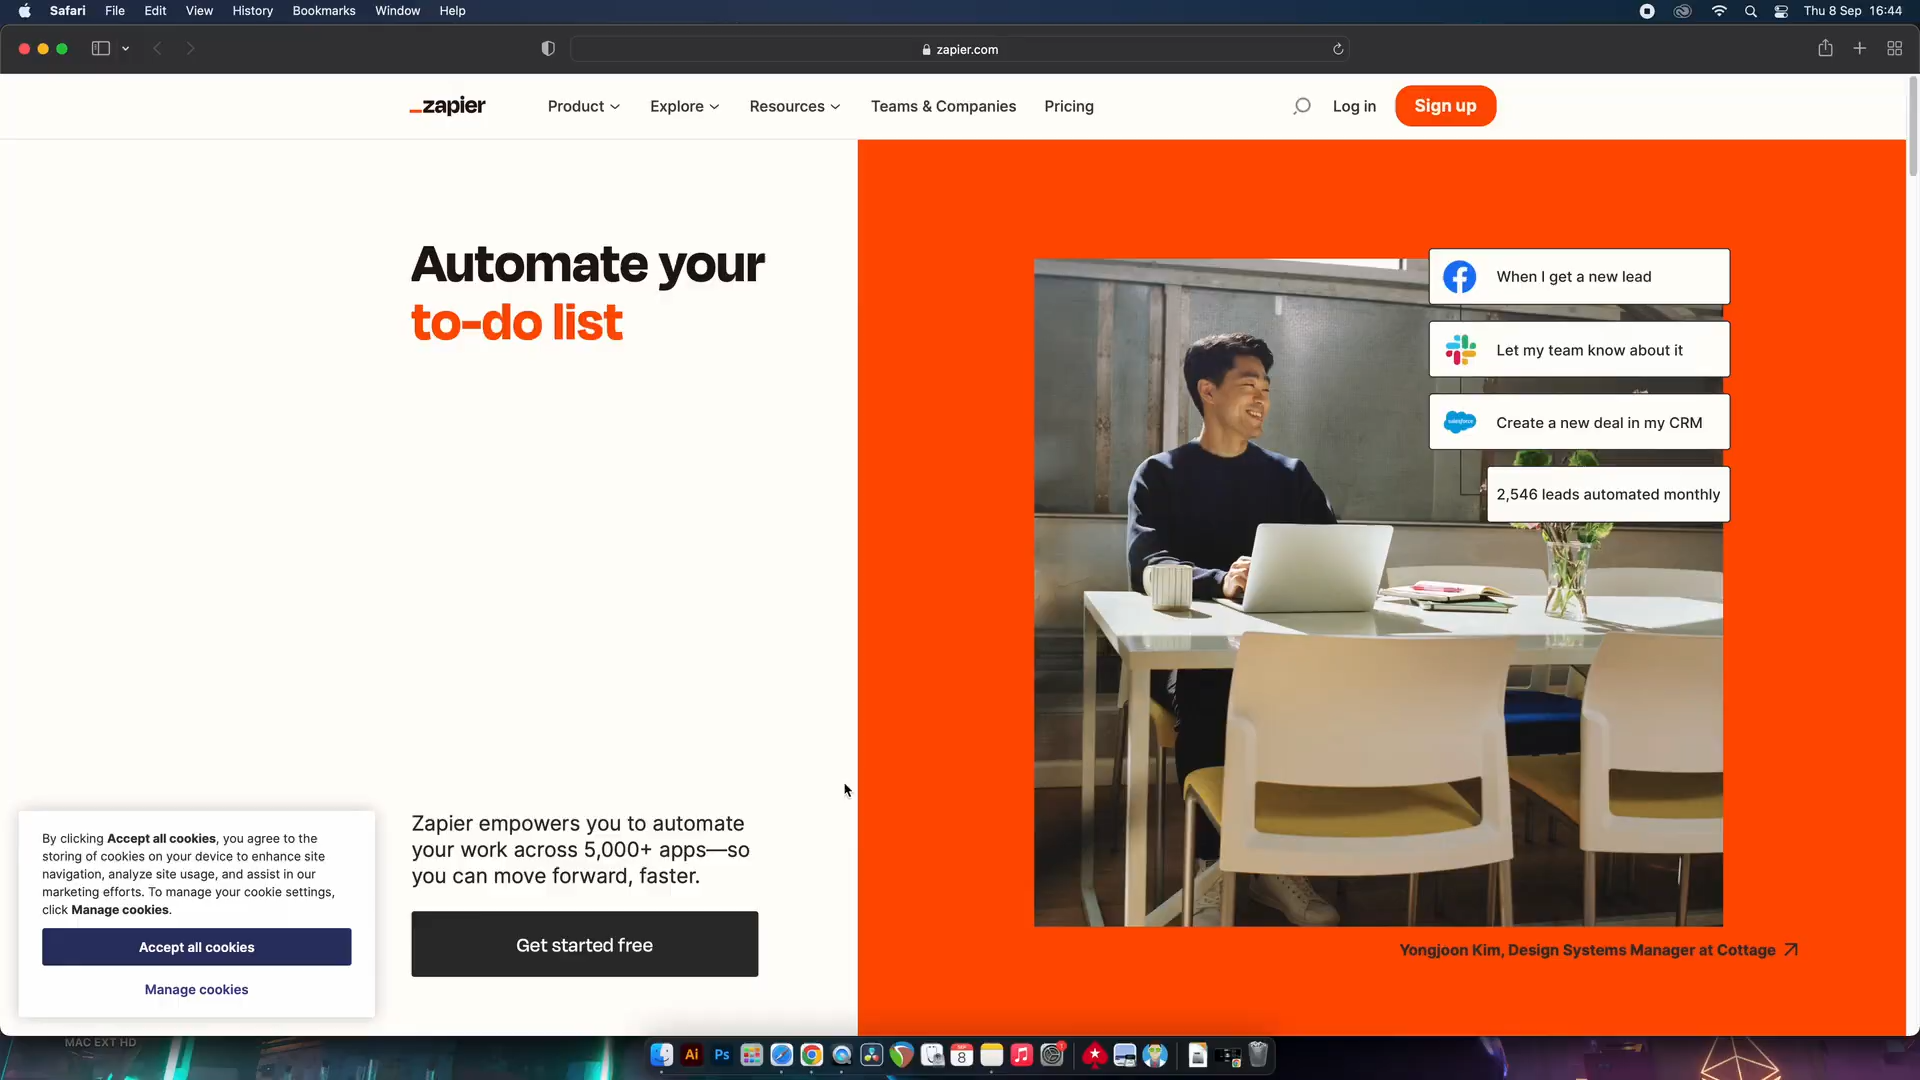 Safari File Edit View History Bookmarks Window Help
Thu 8 Sep 16:44
zapier.com
_zapier
Product
Explore
Resources
Teams & Companies
Pricing
Log in
Sign up
Automate your
to-do list
When I get a new lead
Let my team know about it
salesforce
Create a new deal in my CRM
2,546 leads automated monthly
Zapier empowers you to automate
your work across 5,000+ apps—so
you can move forward, faster.
Get started free
Yongjoon Kim, Design Systems Manager at Cottage
By clicking Accept all cookies, you agree to the
storing of cookies on your device to enhance site
navigation, analyze site usage, and assist in our
marketing efforts. To manage your cookie settings,
click Manage cookies.
Accept all cookies
Manage cookies
MAC EXT HD
Ai
Ps
SEP
8
1